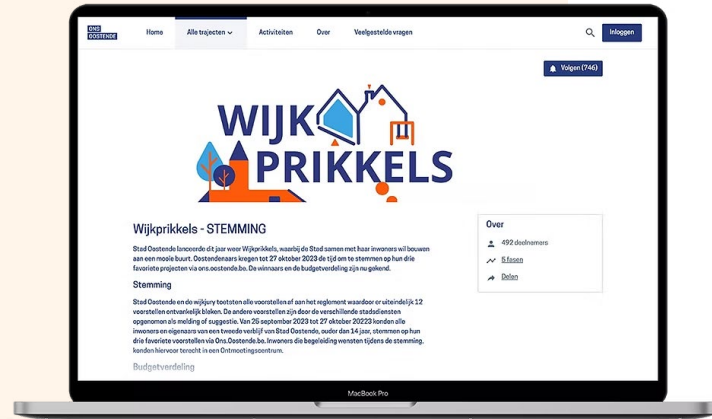 ONS
OOSTENDE
Home
Alle trajecten
Activiteiten
Over
Veelgestelde vragen
Inloggen
Volgen (746)
WIJK
PRIKKELS
Wijkprikkels - STEMMING
Stad Oostende lanceerde dit jaar weer Wijkprikkels, waarbij de Stad samen met haar inwoners wil bouwen
aan een mooie buurt. Oostendenaars kregen tot 27 oktober 2023 de tijd om te stemmen op hun drie
favoriete projecten via ons.oostende.be. De winnaars en de budgetverdeling zijn nu gekend.
Stemming
Stad Oostende en de wijkjury toetsten alle voorstellen af aan het reglement waardoor er uiteindelijk 12
voorstellen ontvankelijk bleken. De andere voorstellen zijn door de verschillende stadsdiensten
opgenomen als melding of suggestie. Van 25 september 2023 tot 27 oktober 20223 konden alle
inwoners en eigenaars van een tweede verblijf van Stad Oostende, ouder dan 14 jaar, stemmen op hun
drie favoriete voorstellen via Ons.Oostende.be. Inwoners die begeleiding wensten tijdens de stemming,
konden hiervoor terecht in een Ontmoetingscentrum.
Budgetverdeling
Over
492 deelnemers
5 fasen
Delen
MacBook Pro